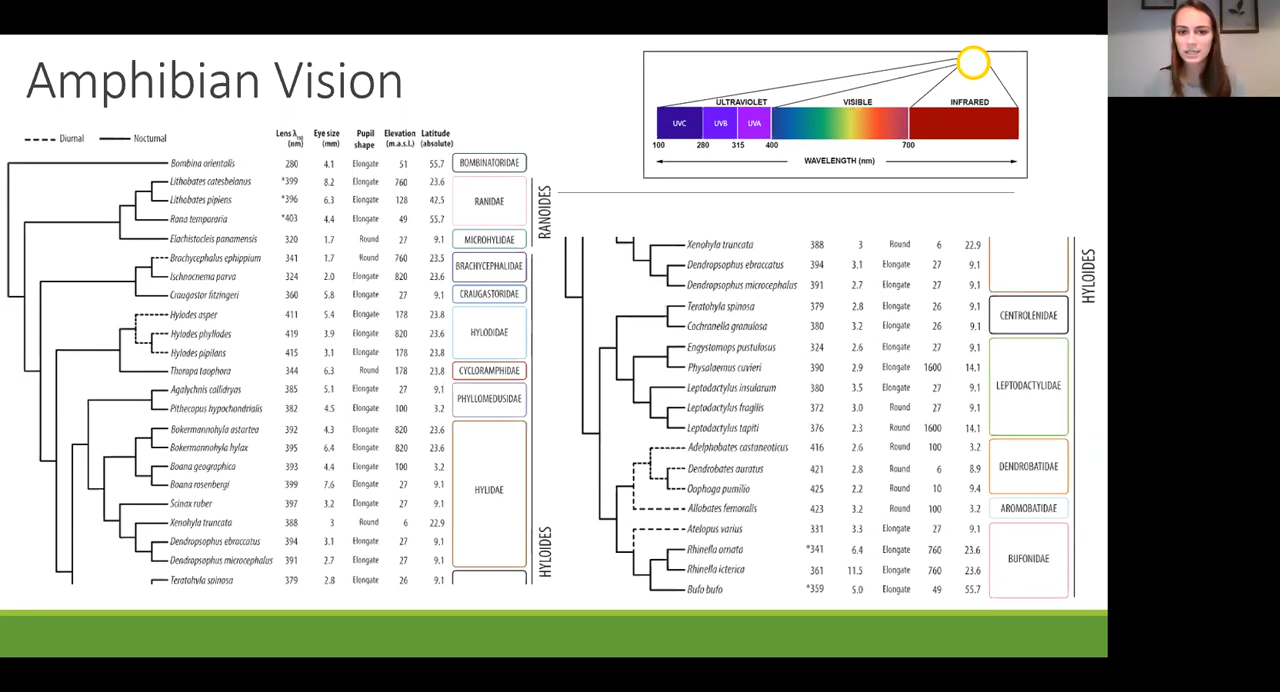 Amphibian Vision
ULTRAVIOLET VISIBLE INFRARED
UVC UVB UVA
100 280 315 400 700
WAVELENGTH (nm)
Diurnal Nocturnal
Lens λ (nm) Eye size (mm) Pupil shape Elevation (m.a.s.l.) Latitude (absolute)
Bombina orientalis 280 4.1 Elongate 51 55.7 BOMBINATORIDAE
Lithobates catesbeianus *399 8.2 Elongate 760 23.6
Lithobates pipiens *396 6.3 Elongate 128 42.5 RANIDAE
Rana temporaria *403 4.4 Elongate 49 55.7
Elachistocleis panamensis 320 1.7 Round 27 9.1 MICROHYLIDAE
RANOIDES
Brachycephalus ephippium 341 1.7 Round 760 23.5 BRACHYCEPHALIDAE
Ischnocnema parva 324 2.0 Elongate 820 23.6
Craugastor fitzingeri 360 5.8 Elongate 27 9.1 CRAUGASTORIDAE
Hylodes asper 411 5.4 Elongate 178 23.8
Hylodes phyllodes 419 3.9 Elongate 820 23.6 HYLODIDAE
Hylodes pipilans 415 3.1 Elongate 178 23.8
Thoropa taophora 344 6.3 Round 178 23.8 CYCLORAMPHIDAE
Agalychnis callidryas 385 5.1 Elongate 27 9.1 PHYLLOMEDUSIDAE
Pithecopus hypochondrialis 382 4.5 Elongate 100 3.2
Bokermannohyla astartea 392 4.3 Elongate 820 23.6
Bokermannohyla hylax 395 6.4 Elongate 820 23.6
Boana geographica 393 4.4 Elongate 100 3.2
Boana rosenbergi 399 7.6 Elongate 27 9.1 HYLIDAE
Scinax ruber 397 3.2 Elongate 27 9.1
Xenohyla truncata 388 3 Round 6 22.9
Dendropsophus ebraccatus 394 3.1 Elongate 27 9.1
Dendropsophus microcephalus 391 2.7 Elongate 27 9.1
Teratohyla spinosa 379 2.8 Elongate 26 9.1
HYLOIDES
Xenohyla truncata 388 3 Round 6 22.9
Dendropsophus ebraccatus 394 3.1 Elongate 27 9.1
Dendropsophus microcephalus 391 2.7 Elongate 27 9.1
Teratohyla spinosa 379 2.8 Elongate 26 9.1 CENTROLENIDAE
Cochranella granulosa 380 3.2 Elongate 26 9.1
Engystomops pustulosus 324 2.6 Elongate 27 9.1
Physalaemus cuvieri 390 2.9 Elongate 1600 14.1
Leptodactylus insularum 380 3.5 Elongate 27 9.1 LEPTODACTYLIDAE
Leptodactylus fragilis 372 3.0 Round 27 9.1
Leptodactylus tapiti 376 2.3 Round 1600 14.1
Adelphobates castaneoticus 416 2.6 Round 100 3.2
Dendrobates auratus 421 2.8 Round 6 8.9 DENDROBATIDAE
Oophaga pumilio 425 2.2 Round 10 9.4
Allobates femoralis 423 3.2 Round 100 3.2 AROMOBATIDAE
Atelopus varius 331 3.3 Elongate 27 9.1
Rhinella ornata *341 6.4 Elongate 760 23.6 BUFONIDAE
Rhinella icterica 361 11.5 Elongate 760 23.6
Bufo bufo *359 5.0 Elongate 49 55.7
HYLOIDES